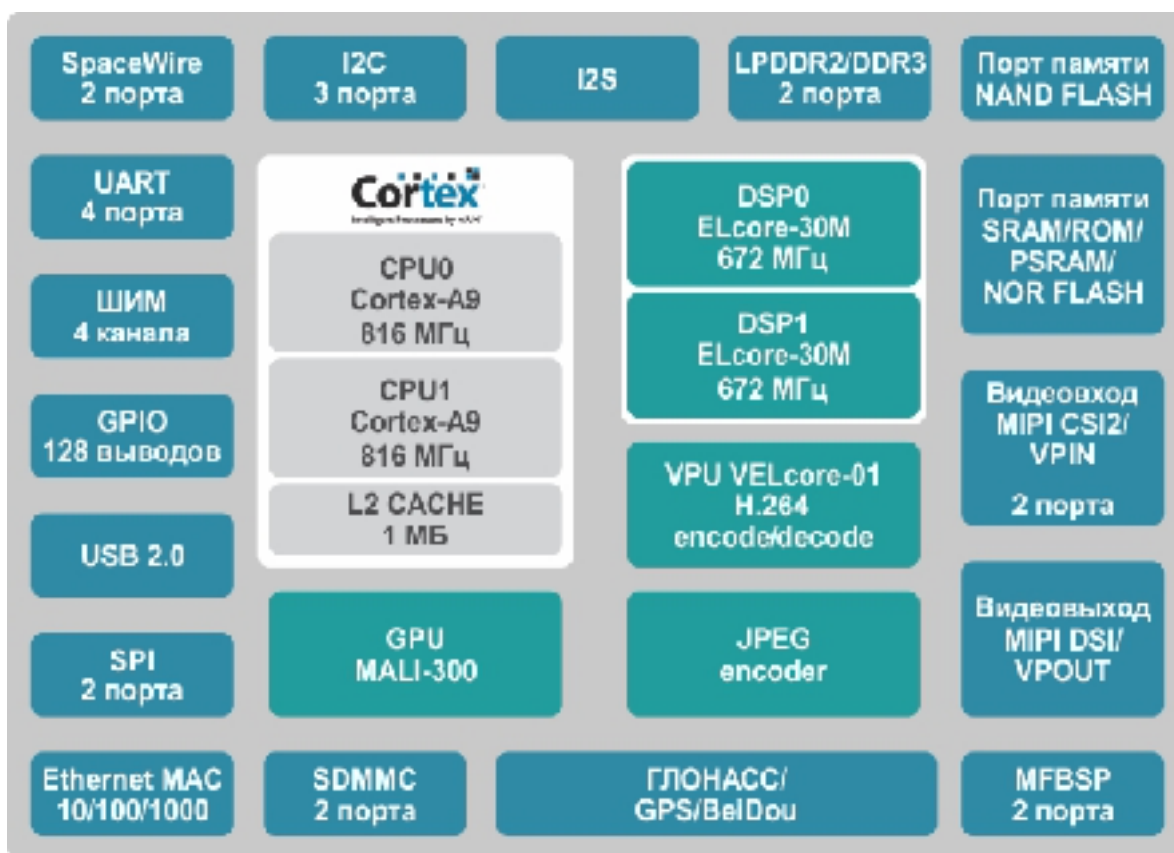 SpaceWire
2 порта
I2C
3 порта
I2S
LPDDR2/DDR3
2 порта
Порт памяти
NAND FLASH
UART
4 порта
ШИМ
4 канала
GPIO
128 выводов
USB 2.0
SPI
2 порта
Cortex
Intelligent Processors by ARM
CPU0
Cortex-A9
816 МГц
CPU1
Cortex-A9
816 МГц
L2 CACHE
1 МБ
GPU
MALI-300
DSP0
ELcore-30M
672 МГц
DSP1
ELcore-30M
672 МГц
VPU VELcore-01
H.264
encode/decode
JPEG
encoder
Порт памяти
SRAM/ROM/
PSRAM/
NOR FLASH
Видеовход
MIPI CSI2/
VPIN
2 порта
Видеовыход
MIPI DSI/
VPOUT
Ethernet MAC
10/100/1000
SDMMC
2 порта
ГЛОНАСС/
GPS/BeiDou
MFBSP
2 порта